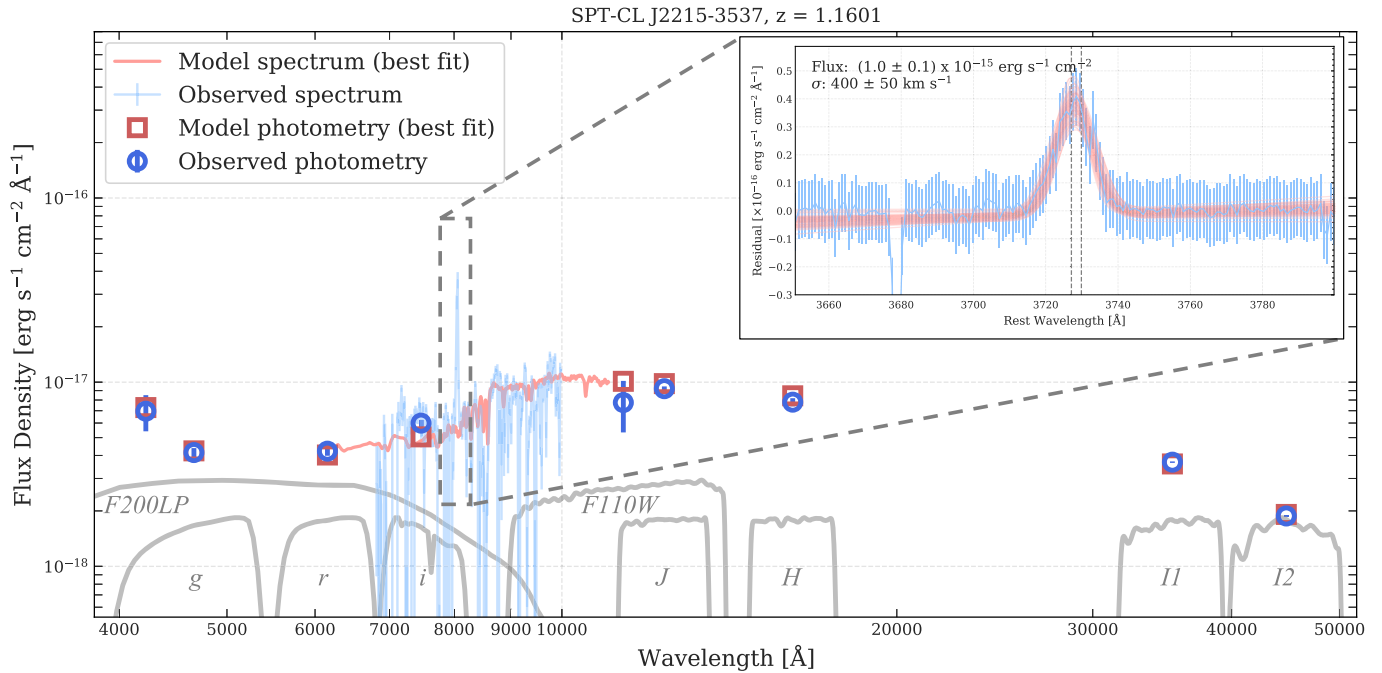 SPT-CL J2215-3537, z = 1.1601
Model spectrum (best fit)
Observed spectrum
Model photometry (best fit)
Observed photometry
Flux Density [erg s⁻¹ cm⁻² Å⁻¹]
10⁻¹⁶
10⁻¹⁷
10⁻¹⁸
Flux: (1.0 ± 0.1) x 10⁻¹⁵ erg s⁻¹ cm⁻²
σ: 400 ± 50 km s⁻¹
Residual [×10⁻¹⁶ erg s⁻¹ cm⁻² Å⁻¹]
0.5
0.4
0.3
0.2
0.1
0.0
−0.1
−0.2
−0.3
3660 3680 3700 3720 3740 3760 3780
Rest Wavelength [Å]
F200LP F110W
g r i J H I1 I2
4000 5000 6000 7000 8000 9000 10000 20000 30000 40000 50000
Wavelength [Å]